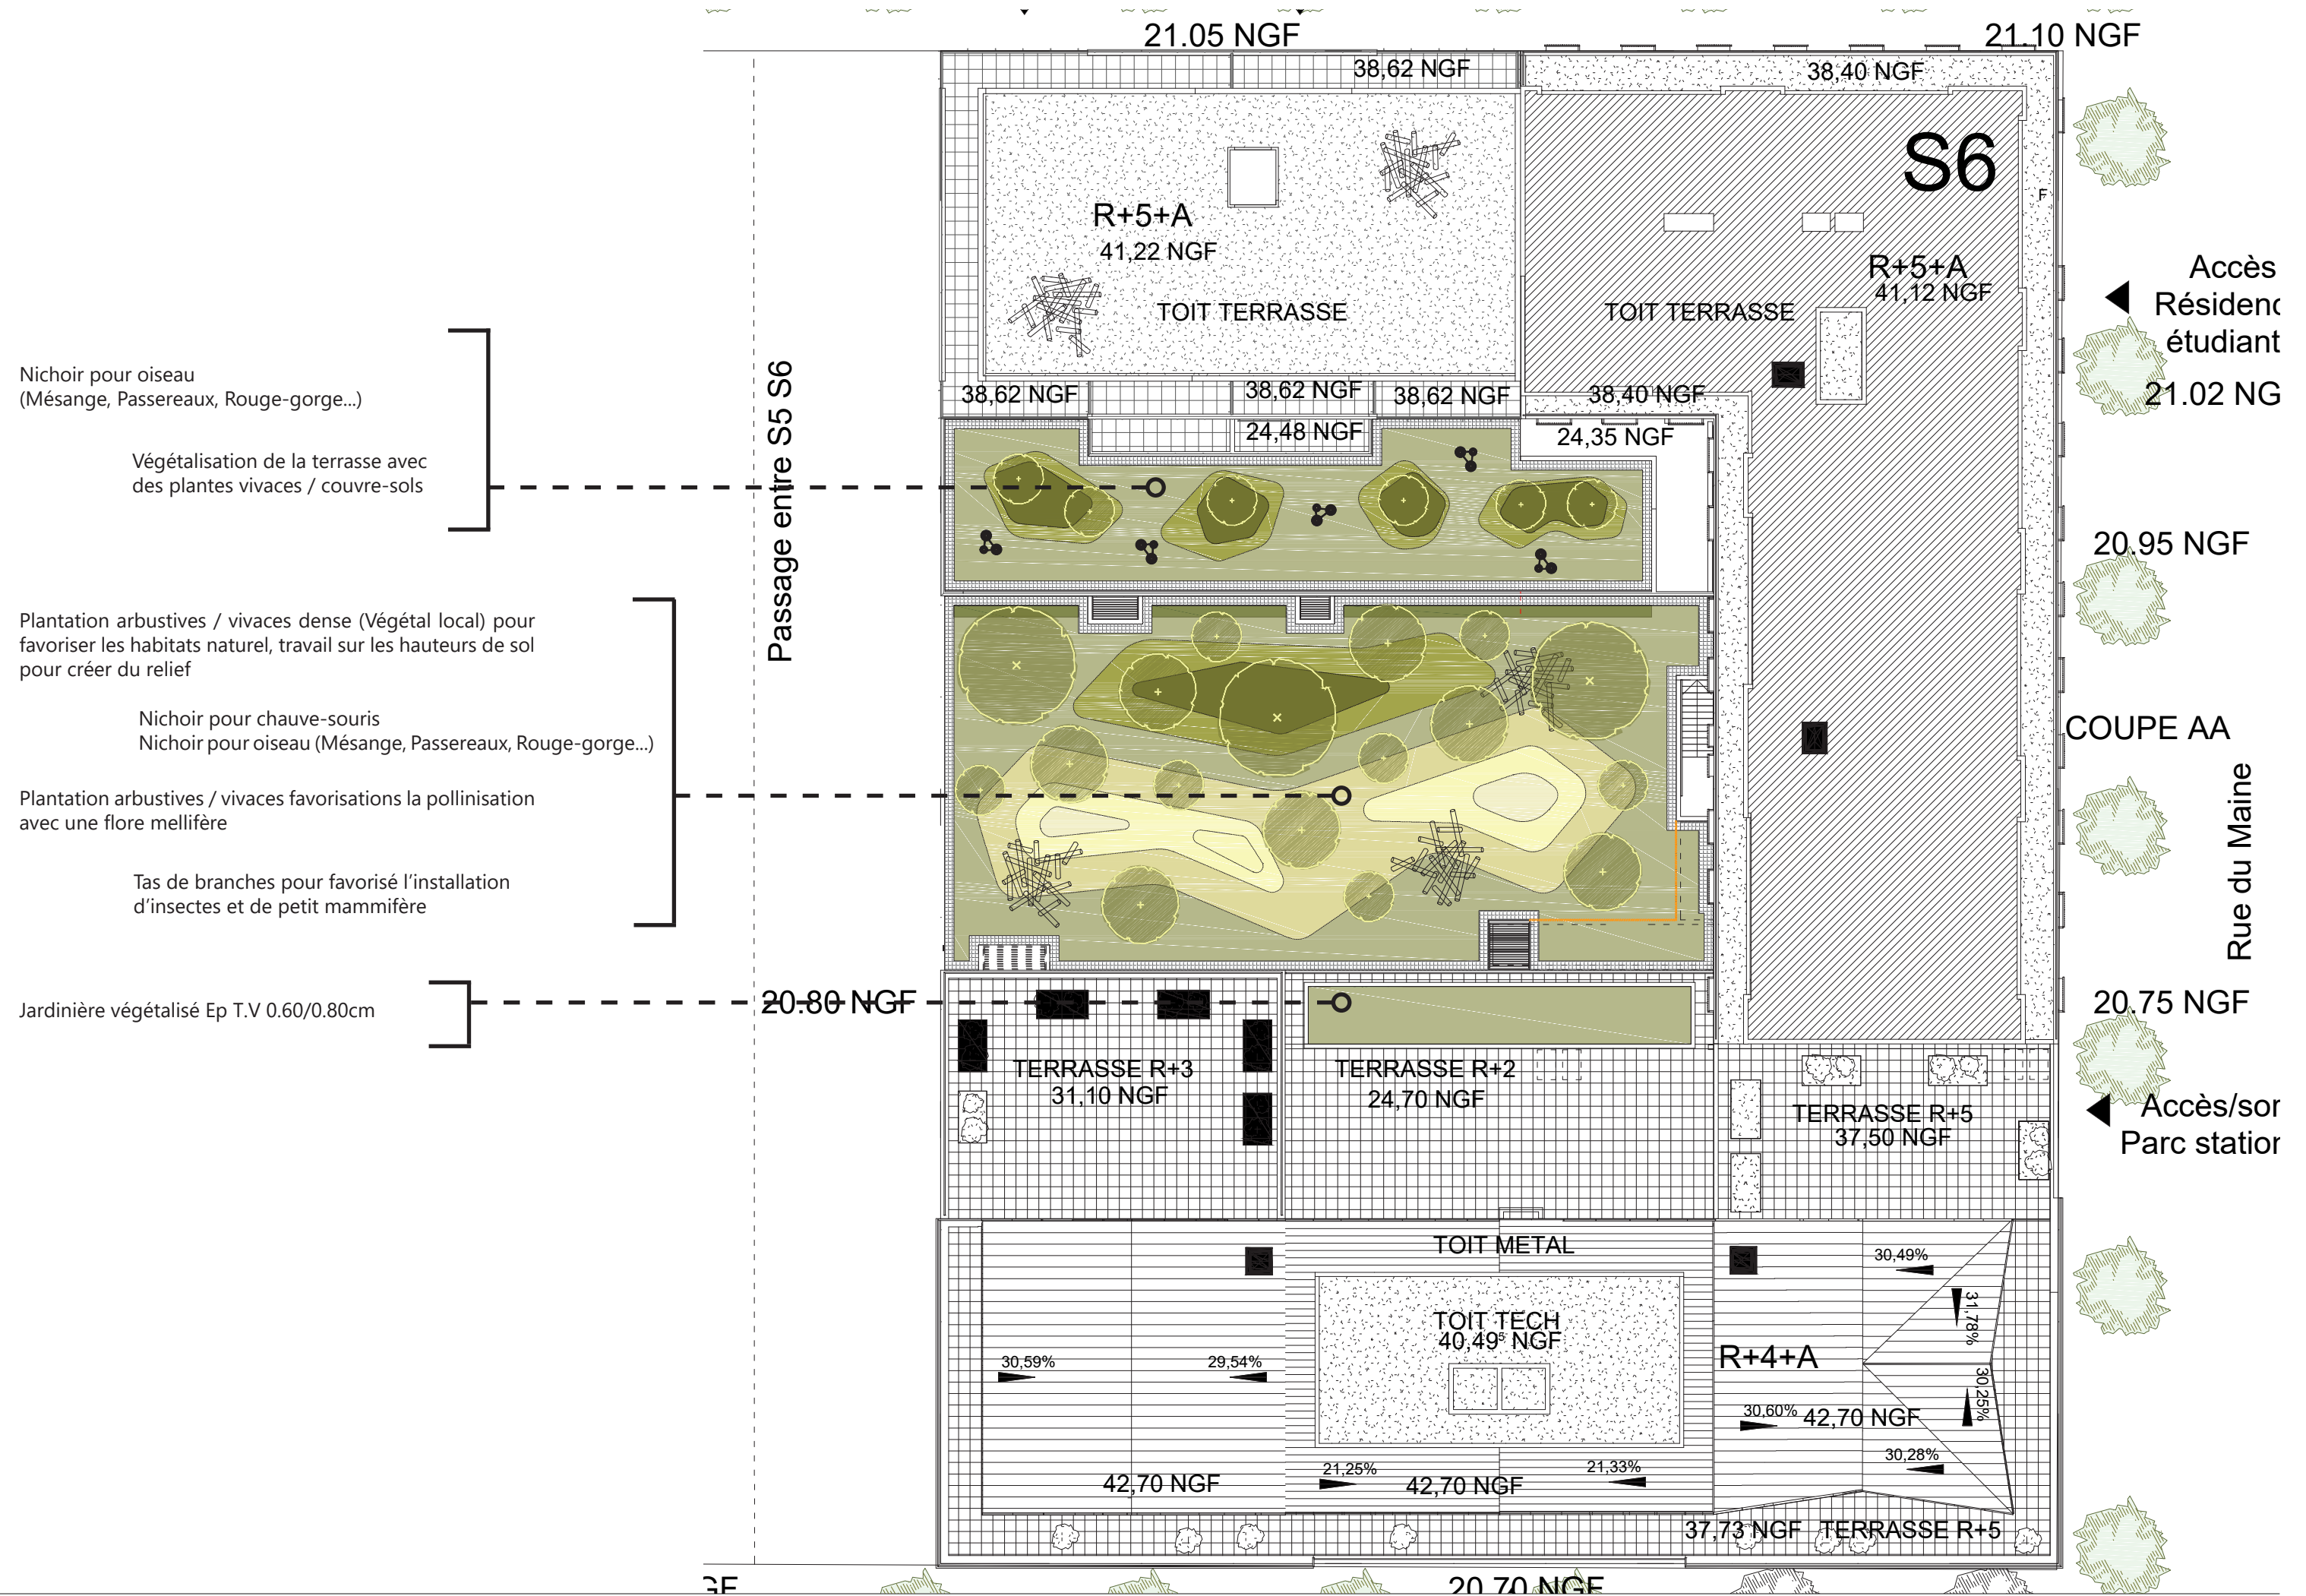 21.05 NGF
21.10 NGF
38,62 NGF
38,40 NGF
S6
F
R+5+A
41,22 NGF
TOIT TERRASSE
R+5+A
41,12 NGF
TOIT TERRASSE
Accès
Résidenc
étudiant
21.02 NG
Nichoir pour oiseau
(Mésange, Passereaux, Rouge-gorge...)
Végétalisation de la terrasse avec
des plantes vivaces / couvre-sols
Passage entre S5 S6
38,62 NGF
38,62 NGF
38,62 NGF
38,40 NGF
24,48 NGF
24,35 NGF
20.95 NGF
Plantation arbustives / vivaces dense (Végétal local) pour
favoriser les habitats naturel, travail sur les hauteurs de sol
pour créer du relief
Nichoir pour chauve-souris
Nichoir pour oiseau (Mésange, Passereaux, Rouge-gorge...)
Plantation arbustives / vivaces favorisations la pollinisation
avec une flore mellifère
Tas de branches pour favorisé l'installation
d'insectes et de petit mammifère
COUPE AA
Rue du Maine
Jardinière végétalisé Ep T.V 0.60/0.80cm
20.80 NGF
20.75 NGF
TERRASSE R+3
31,10 NGF
TERRASSE R+2
24,70 NGF
TERRASSE R+5
37,50 NGF
Accès/sor
Parc station
TOIT METAL
TOIT TECH
40,49⁵ NGF
30,59%
29,54%
R+4+A
30,49%
31,78%
30,25%
30,60%
42,70 NGF
30,28%
42,70 NGF
21,25%
42,70 NGF
21,33%
37,73 NGF
TERRASSE R+5
GF
20.70 NGF